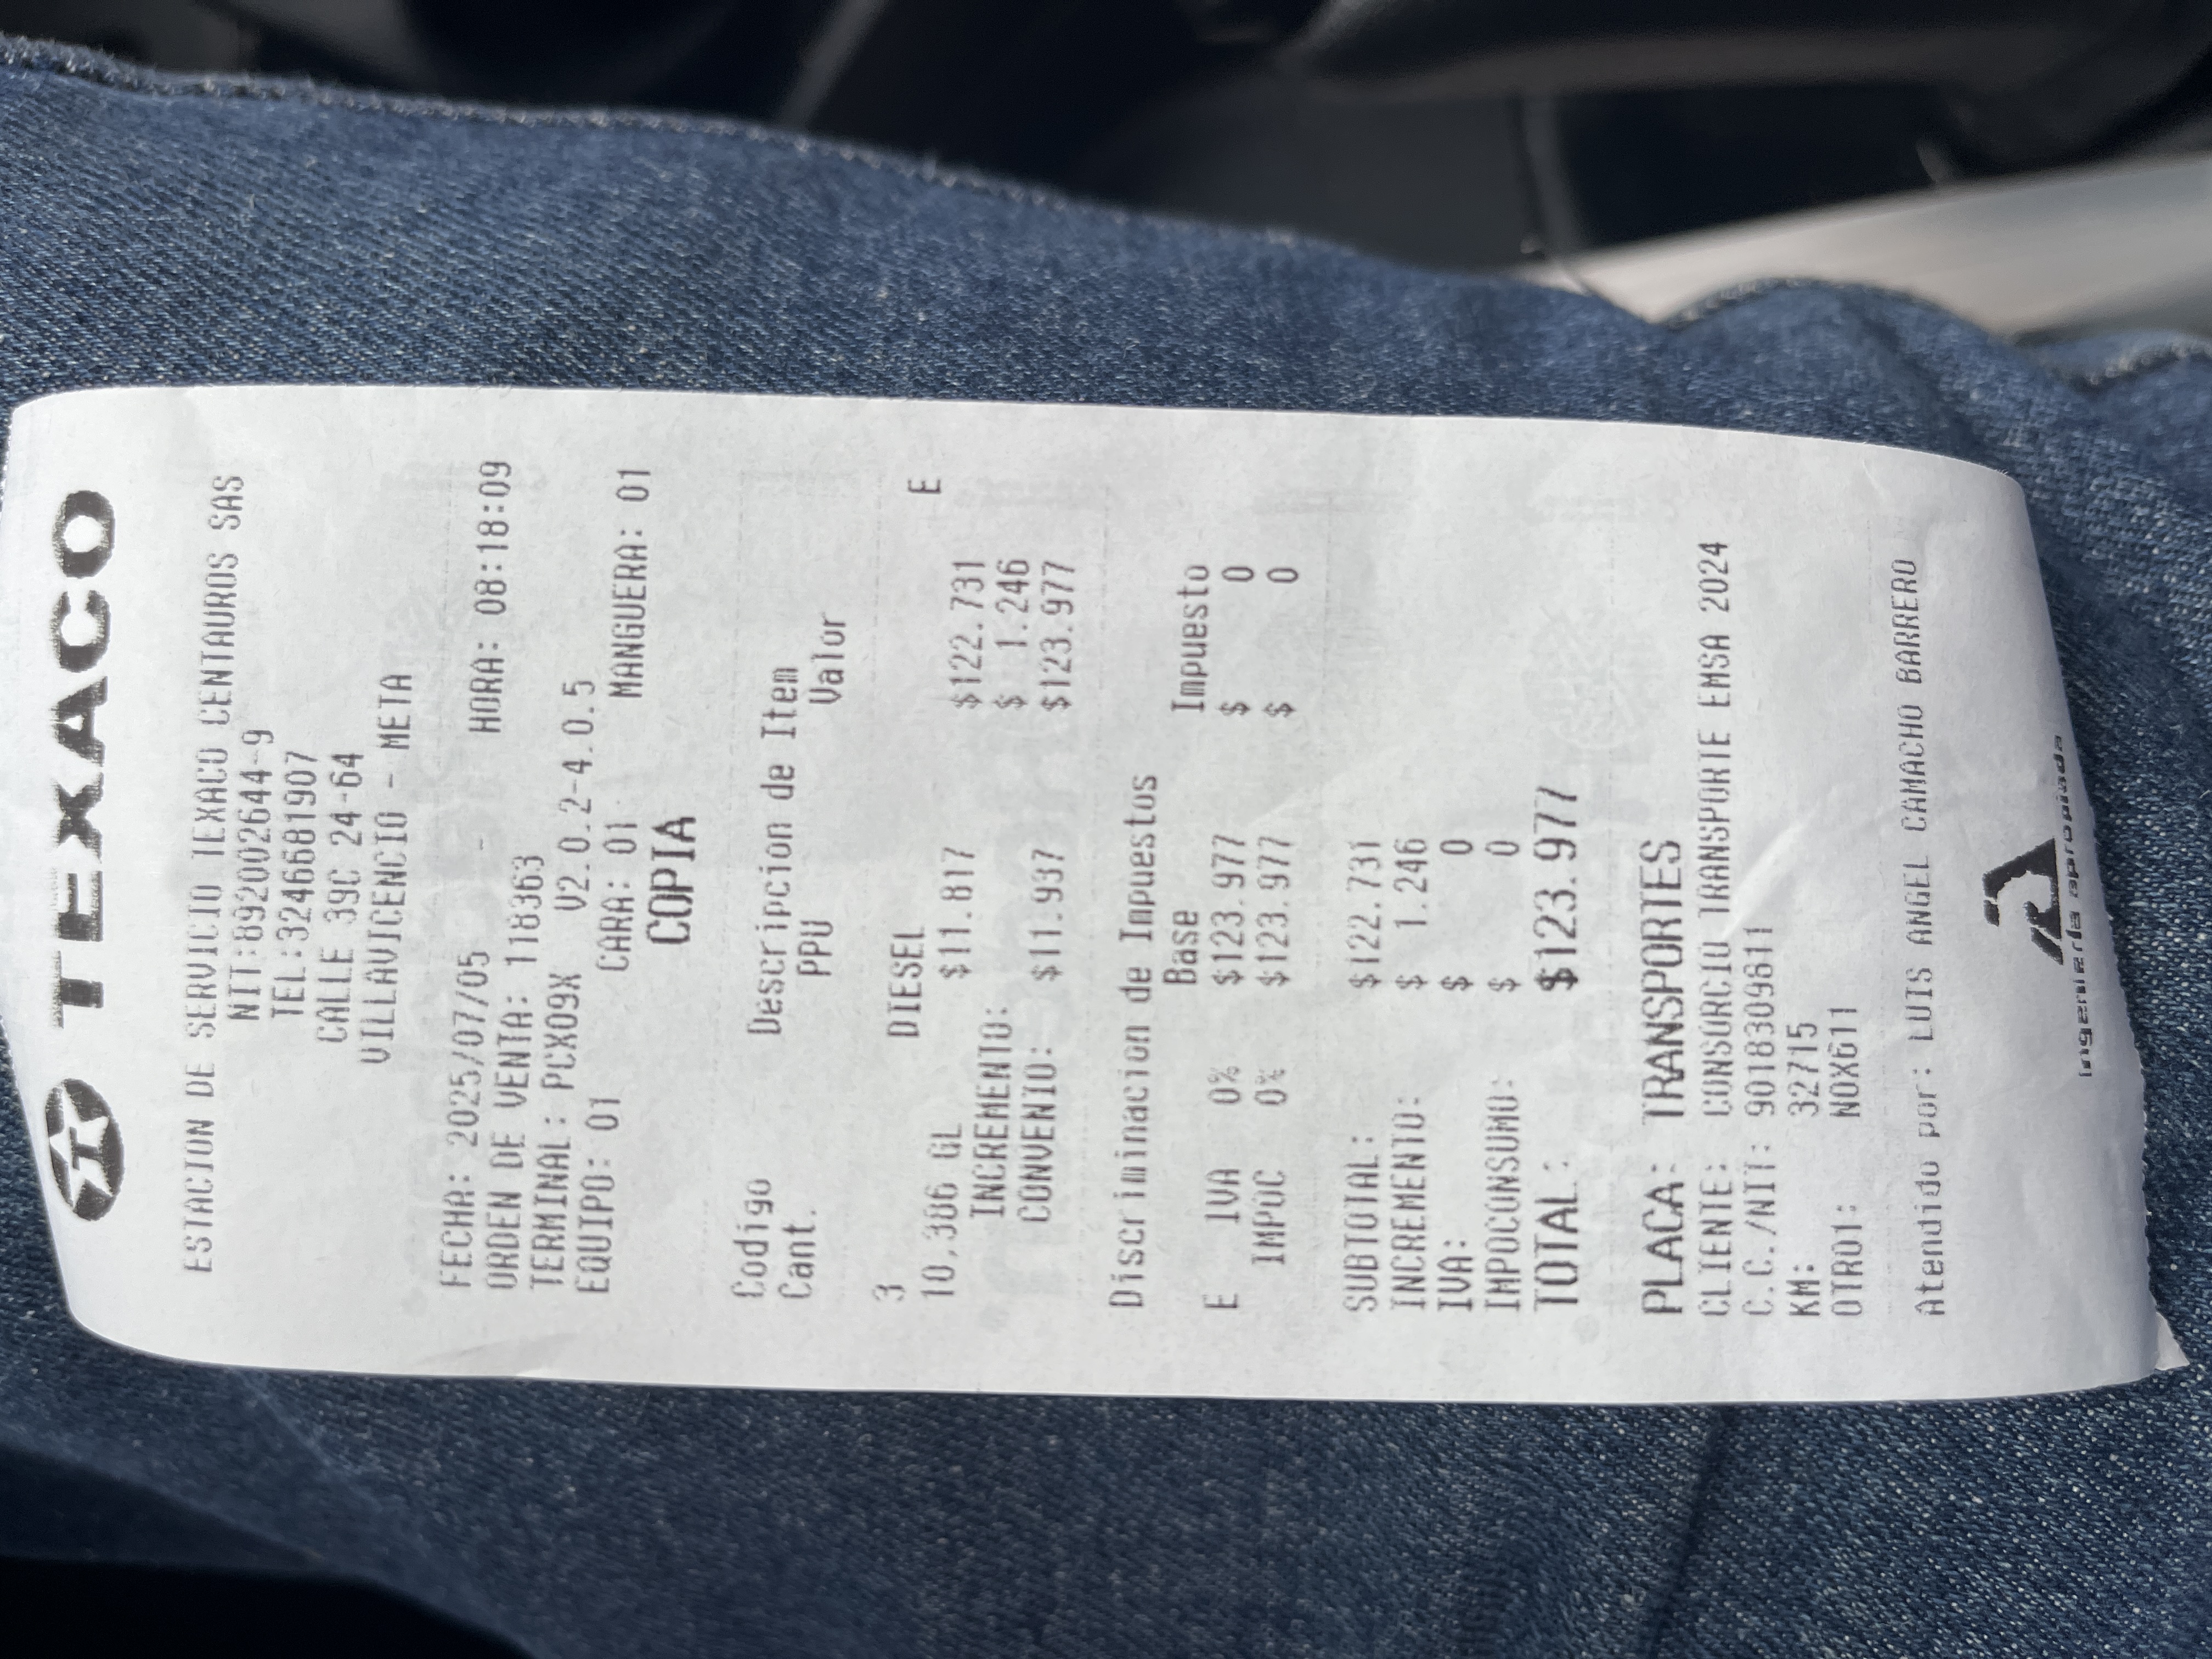 TEXACO
ESTACION DE SERVICIO TEXACO CENTAUROS SAS
NIT:892002644-9
TEL:3246681907
CALLE 39C 24-64
VILLAVICENCIO - META
FECHA: 2025/07/05 - HORA: 08:18:09
ORDEN DE VENTA: 118363
TERMINAL: PCX09X V2.0.2-4.0.5
EQUIPO: 01 CARA: 01 MANGUERA: 01
COPIA
Codigo Descripcion de Item
Cant. PPU Valor
3 DIESEL E
10,386 GL $11.817 $122.731
INCREMENTO: $ 1.246
CONVENIO: $11.937 $123.977
Discriminacion de Impuestos
Base Impuesto
E IVA 0% $123.977 $ 0
IMPOC 0% $123.977 $ 0
SUBTOTAL: $122.731
INCREMENTO: $ 1.246
IVA: $ 0
IMPOCONSUMO: $ 0
TOTAL: $123.977
PLACA: TRANSPORTES
CLIENTE: CONSORCIO TRANSPORTE EMSA 2024
C.C./NIT: 9018309611
KM: 32715
OTRO1: NOX611
Atendido por: LUIS ANGEL CAMACHO BARRERO
Ingeniería apropiada